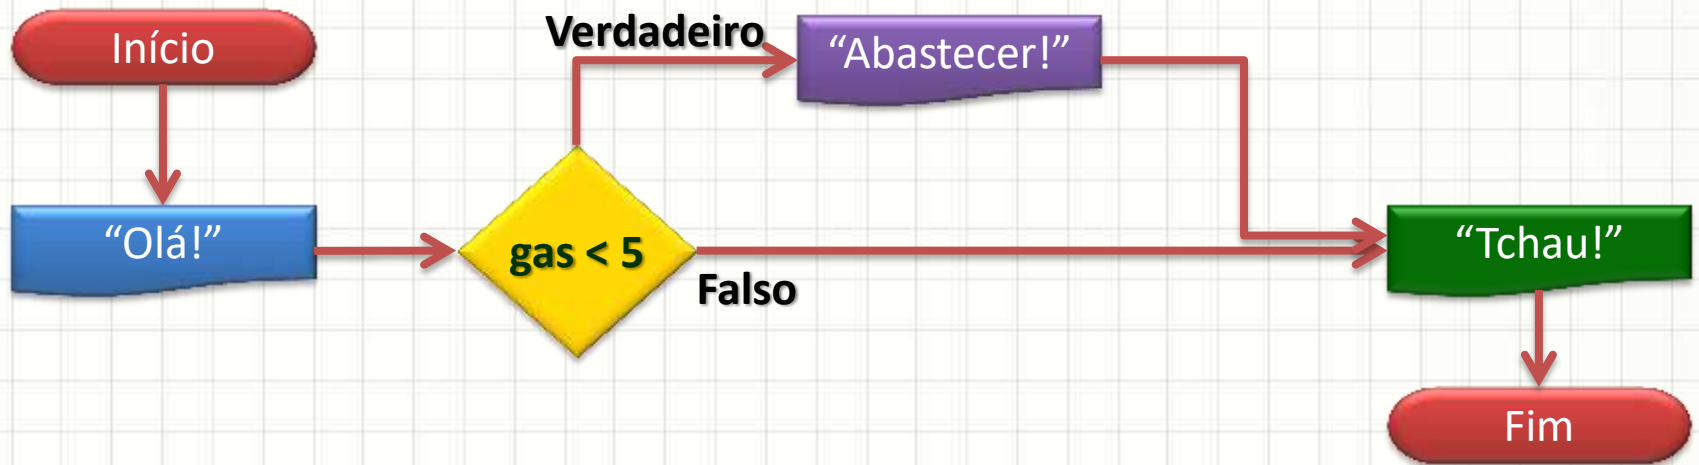 Início
Verdadeiro
“Abastecer!”
“Olá!”
gas < 5
Falso
“Tchau!”
Fim